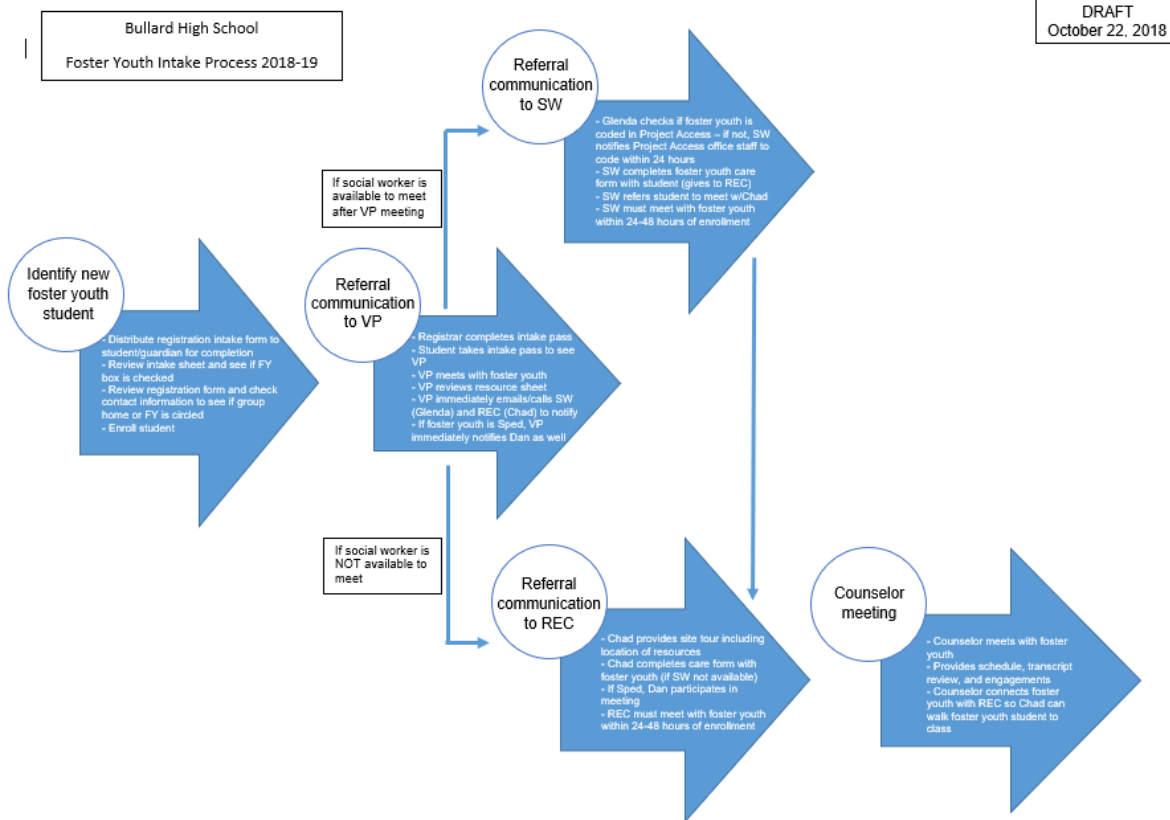 Bullard High School
Foster Youth Intake Process 2018-19
DRAFT
October 22, 2018
Identify new
foster youth
student
- Distribute registration intake form to
student/guardian for completion
- Review intake sheet and see if FY
box is checked
- Review registration form and check
contact information to see if group
home or FY is circled
- Enroll student
Referral
communication
to VP
- Registrar completes intake pass
- Student takes intake pass to see
VP
- VP meets with foster youth
- VP reviews resource sheet
- VP immediately emails/calls SW
(Glenda) and REC (Chad) to notify
- If foster youth is Sped, VP
immediately notifies Dan as well
If social worker is
available to meet
after VP meeting
Referral
communication
to SW
- Glenda checks if foster youth is
coded in Project Access – if not, SW
notifies Project Access office staff to
code within 24 hours
- SW completes foster youth care
form with student (gives to REC)
- SW refers student to meet w/Chad
- SW must meet with foster youth
within 24-48 hours of enrollment
If social worker is
NOT available to
meet
Referral
communication
to REC
- Chad provides site tour including
location of resources
- Chad completes care form with
foster youth (if SW not available)
- If Sped, Dan participates in
meeting
- REC must meet with foster youth
within 24-48 hours of enrollment
Counselor
meeting
- Counselor meets with foster
youth
- Provides schedule, transcript
review, and engagements
- Counselor connects foster
youth with REC so Chad can
walk foster youth student to
class